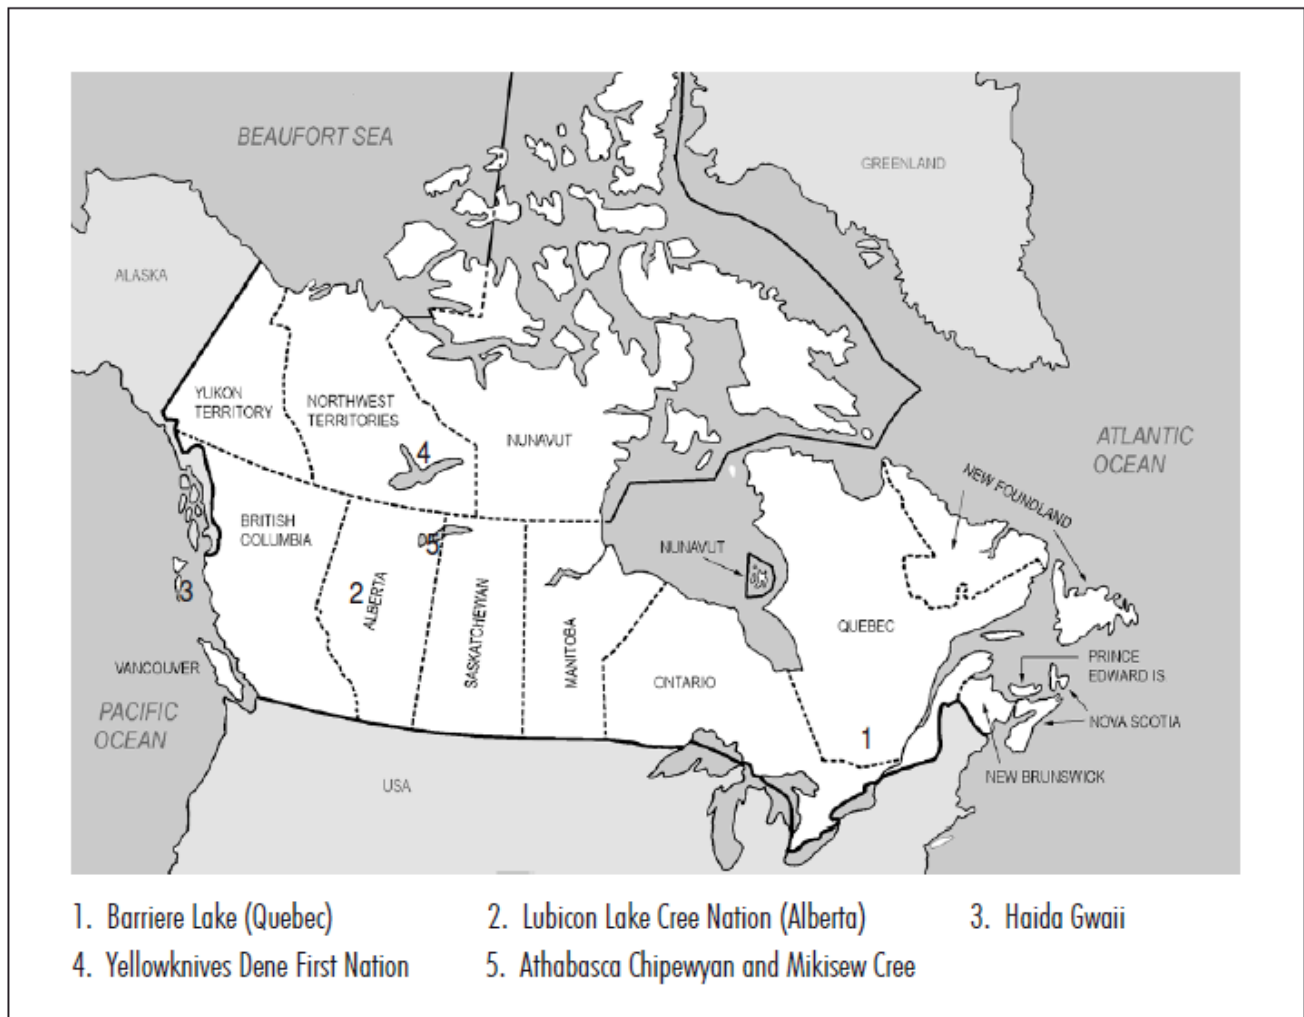 BEAUFORT SEA
GREENLAND
ALASKA
YUKON
TERRITORY
NORTHWEST
TERRITORIES
NUNAVUT
4
ATLANTIC
OCEAN
NEW FOUNDLAND
BRITISH
COLUMBIA
5
NUNAVUT
3
2
ALBERTA
SASKATCHEWAN
MANITOBA
QUEBEC
VANCOUVER
ONTARIO
PRINCE
EDWARD IS.
PACIFIC
OCEAN
NOVA SCOTIA
1
USA
NEW BRUNSWICK
1. Barriere Lake (Quebec)
2. Lubicon Lake Cree Nation (Alberta)
3. Haida Gwaii
4. Yellowknives Dene First Nation
5. Athabasca Chipewyan and Mikisew Cree